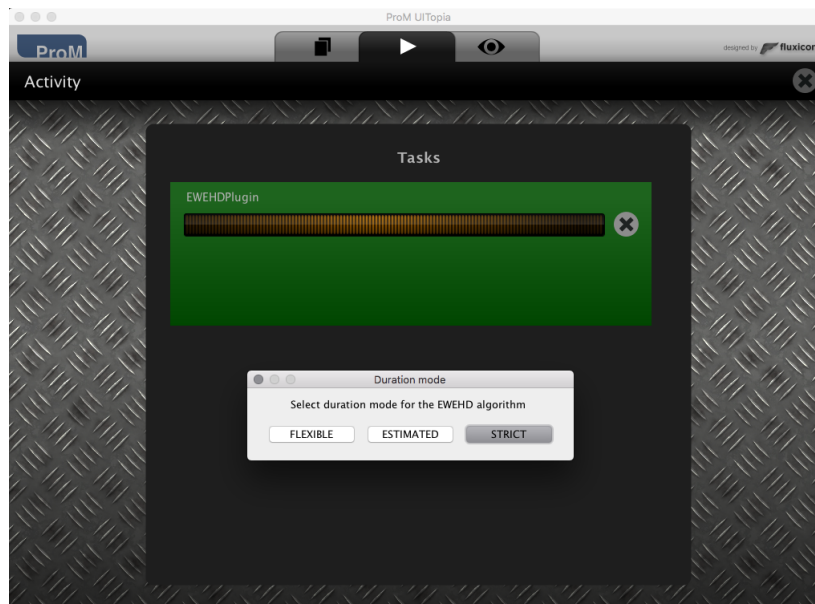 ProM UITopia
ProM
designed by fluxicon
Activity
Tasks
EWEHDPlugin
Duration mode
Select duration mode for the EWEHD algorithm
FLEXIBLE ESTIMATED STRICT